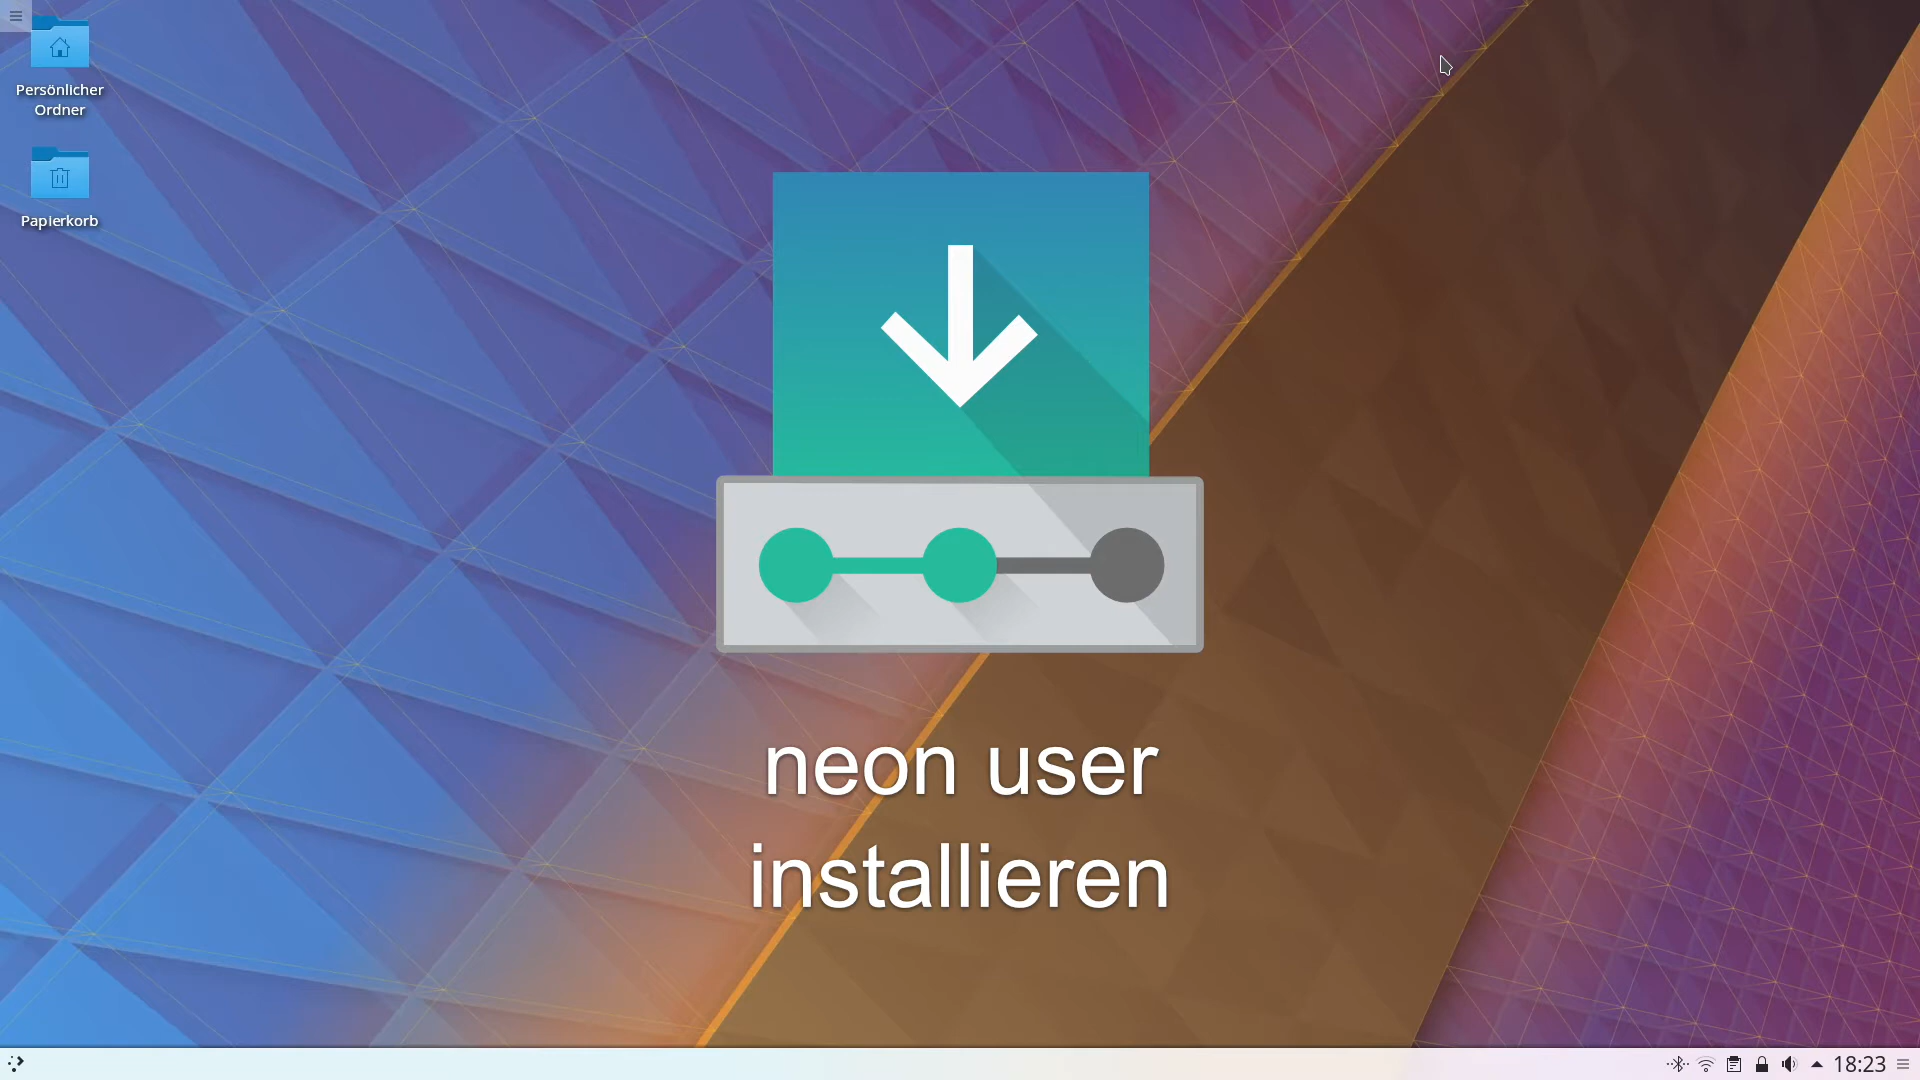 Persönlicher
Ordner
Papierkorb
neon user
installieren
18:23